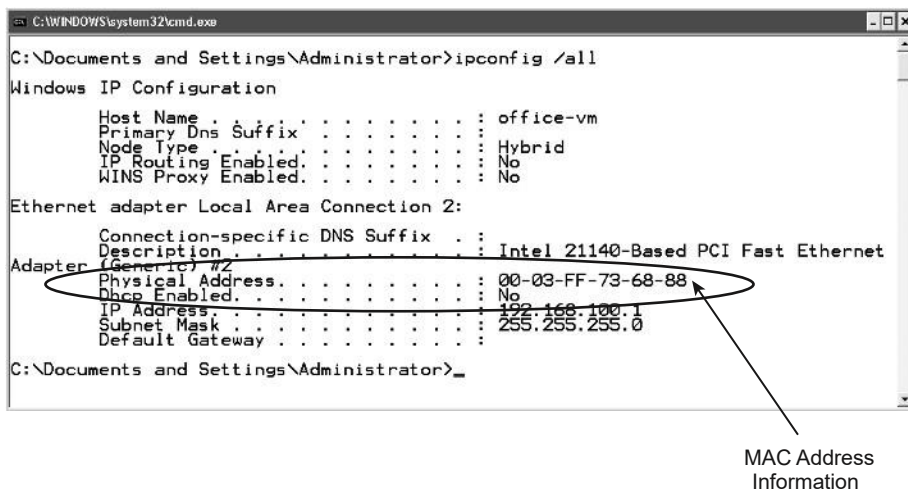 C:\WINDOWS\system32\cmd.exe
C:\Documents and Settings\Administrator>ipconfig /all
Windows IP Configuration
Host Name . . . . . . . . . . . . : office-vm
Primary Dns Suffix . . . . . . . :
Node Type . . . . . . . . . . . . : Hybrid
IP Routing Enabled. . . . . . . . : No
WINS Proxy Enabled. . . . . . . . : No
Ethernet adapter Local Area Connection 2:
Connection-specific DNS Suffix . :
Description . . . . . . . . . . . : Intel 21140-Based PCI Fast Ethernet
Adapter (Generic) #2
Physical Address. . . . . . . . . : 00-03-FF-73-68-88
Dhcp Enabled. . . . . . . . . . . : No
IP Address. . . . . . . . . . . . : 192.168.100.1
Subnet Mask . . . . . . . . . . . : 255.255.255.0
Default Gateway . . . . . . . . . :
C:\Documents and Settings\Administrator>_
MAC Address
Information